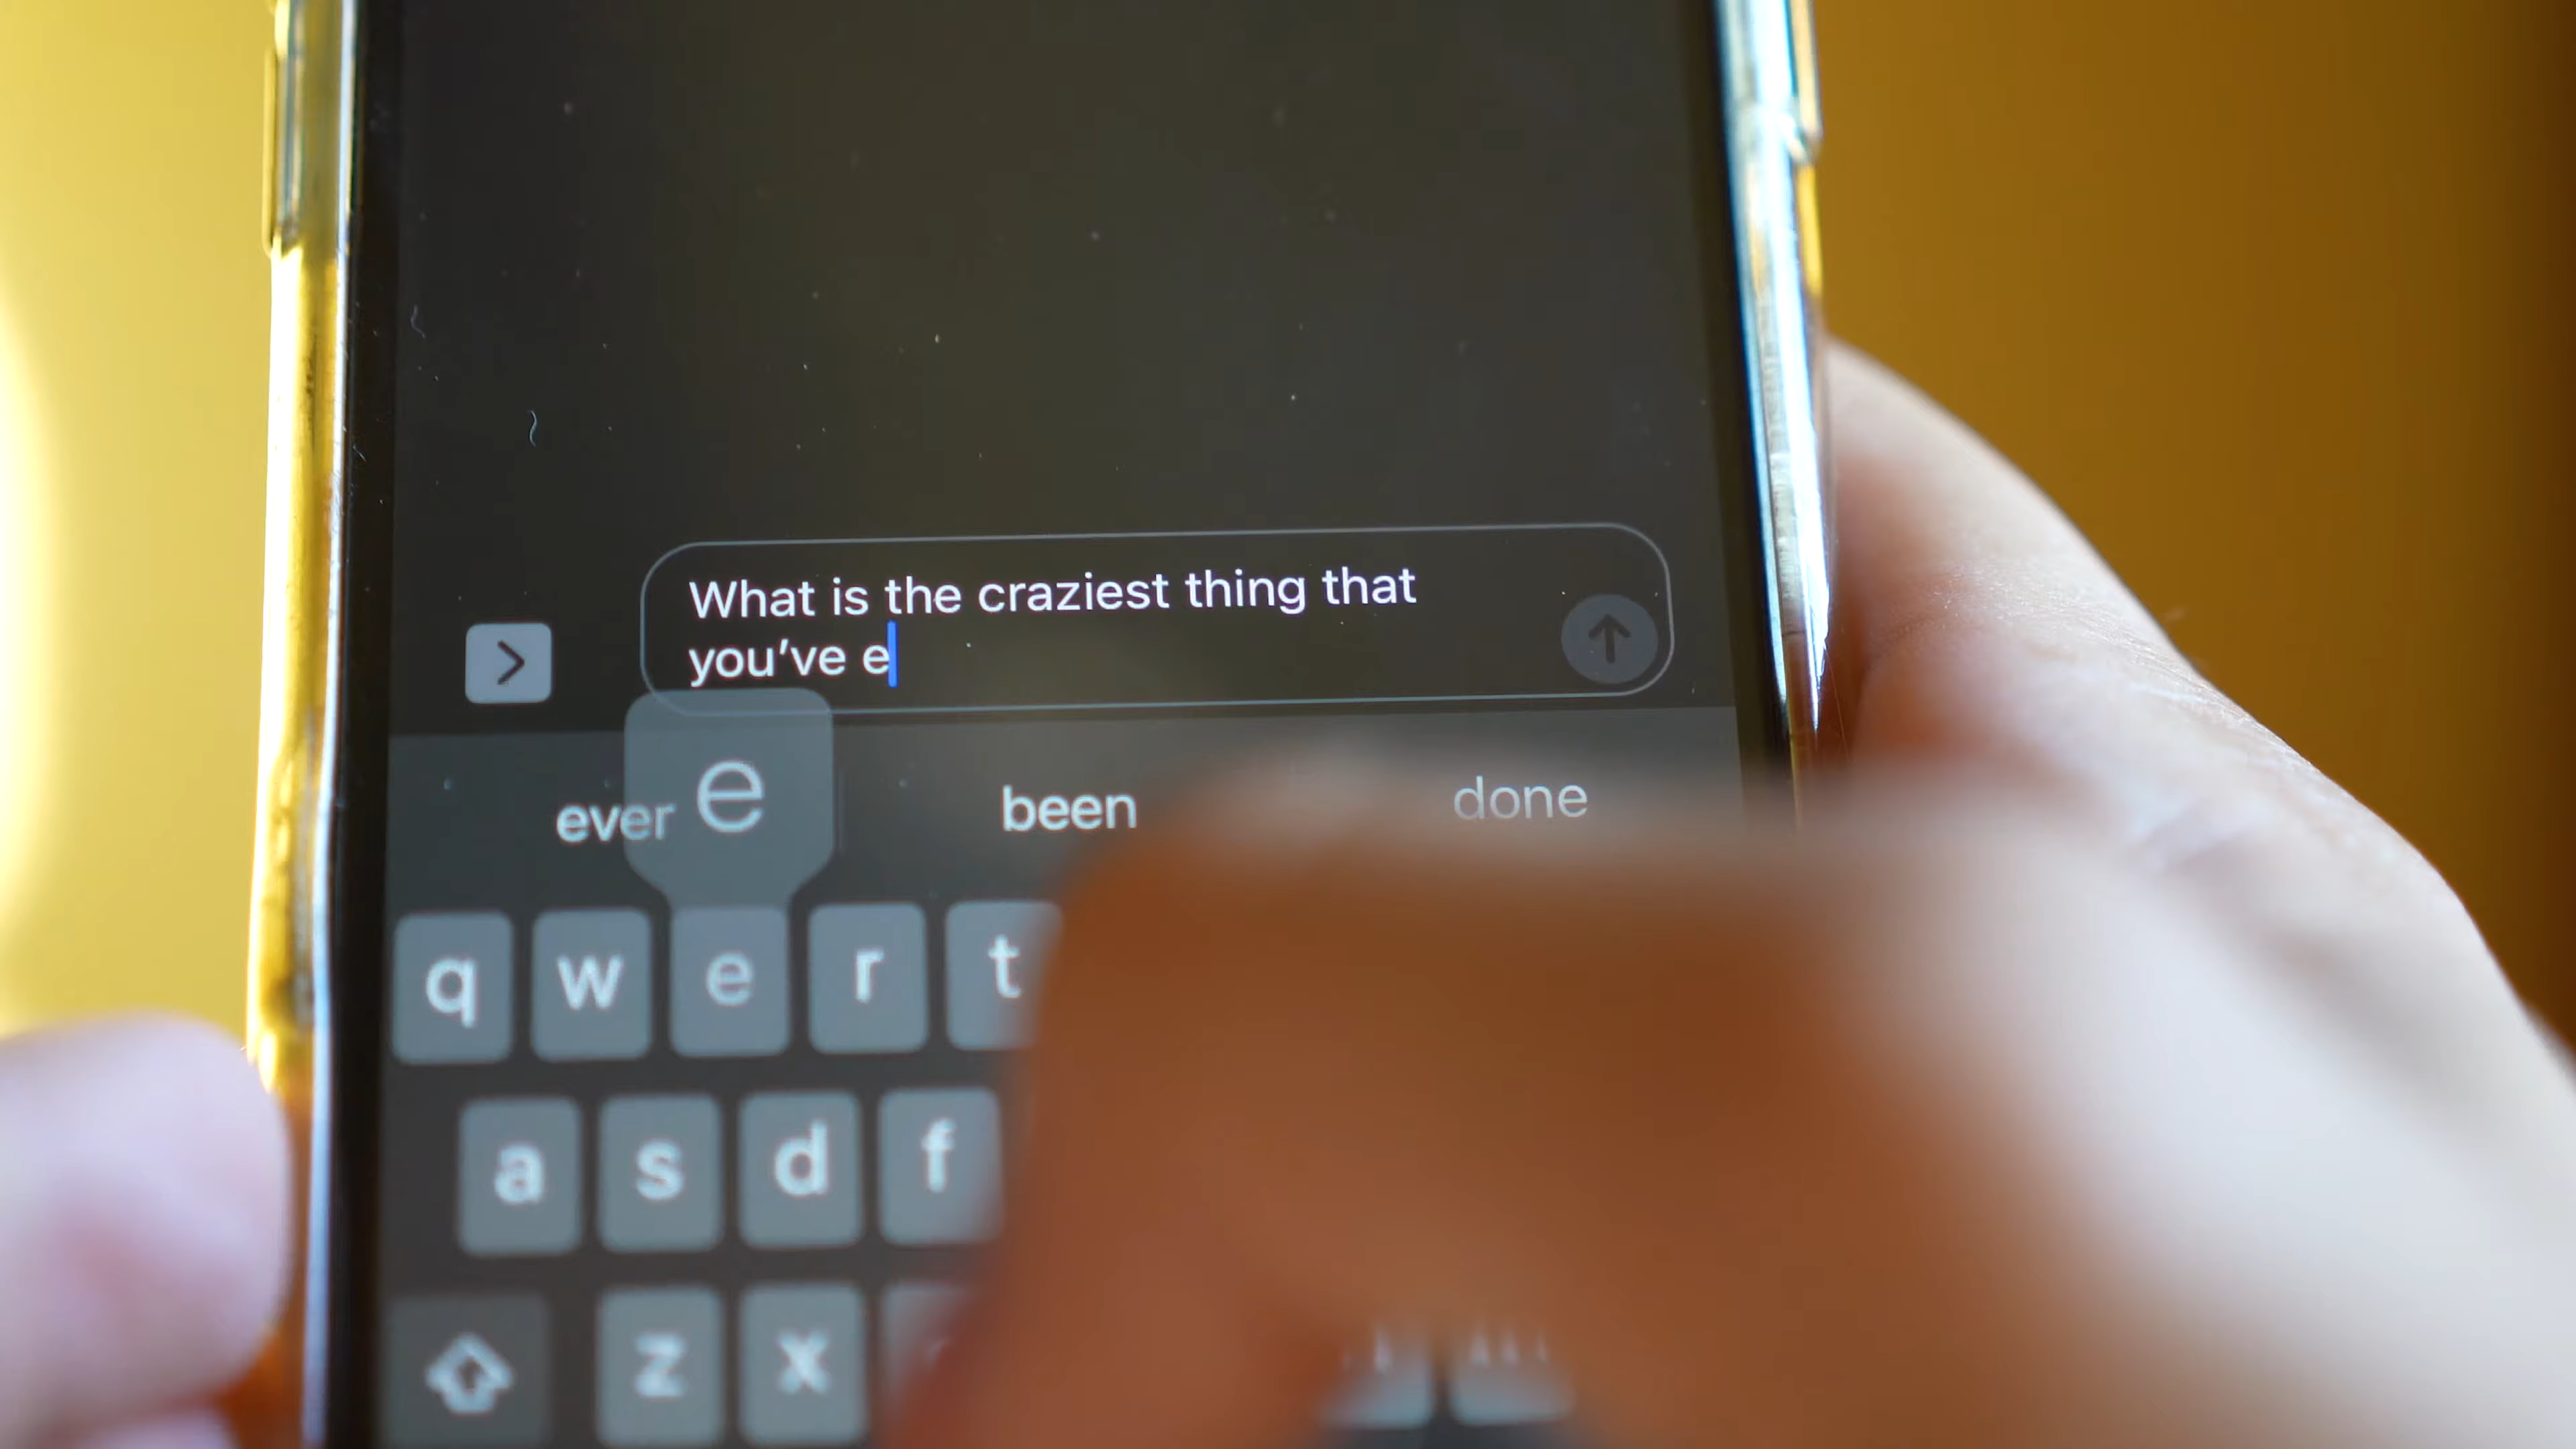 What is the craziest thing that
you've e
ever e been done
q w e r t
a s d f
z x